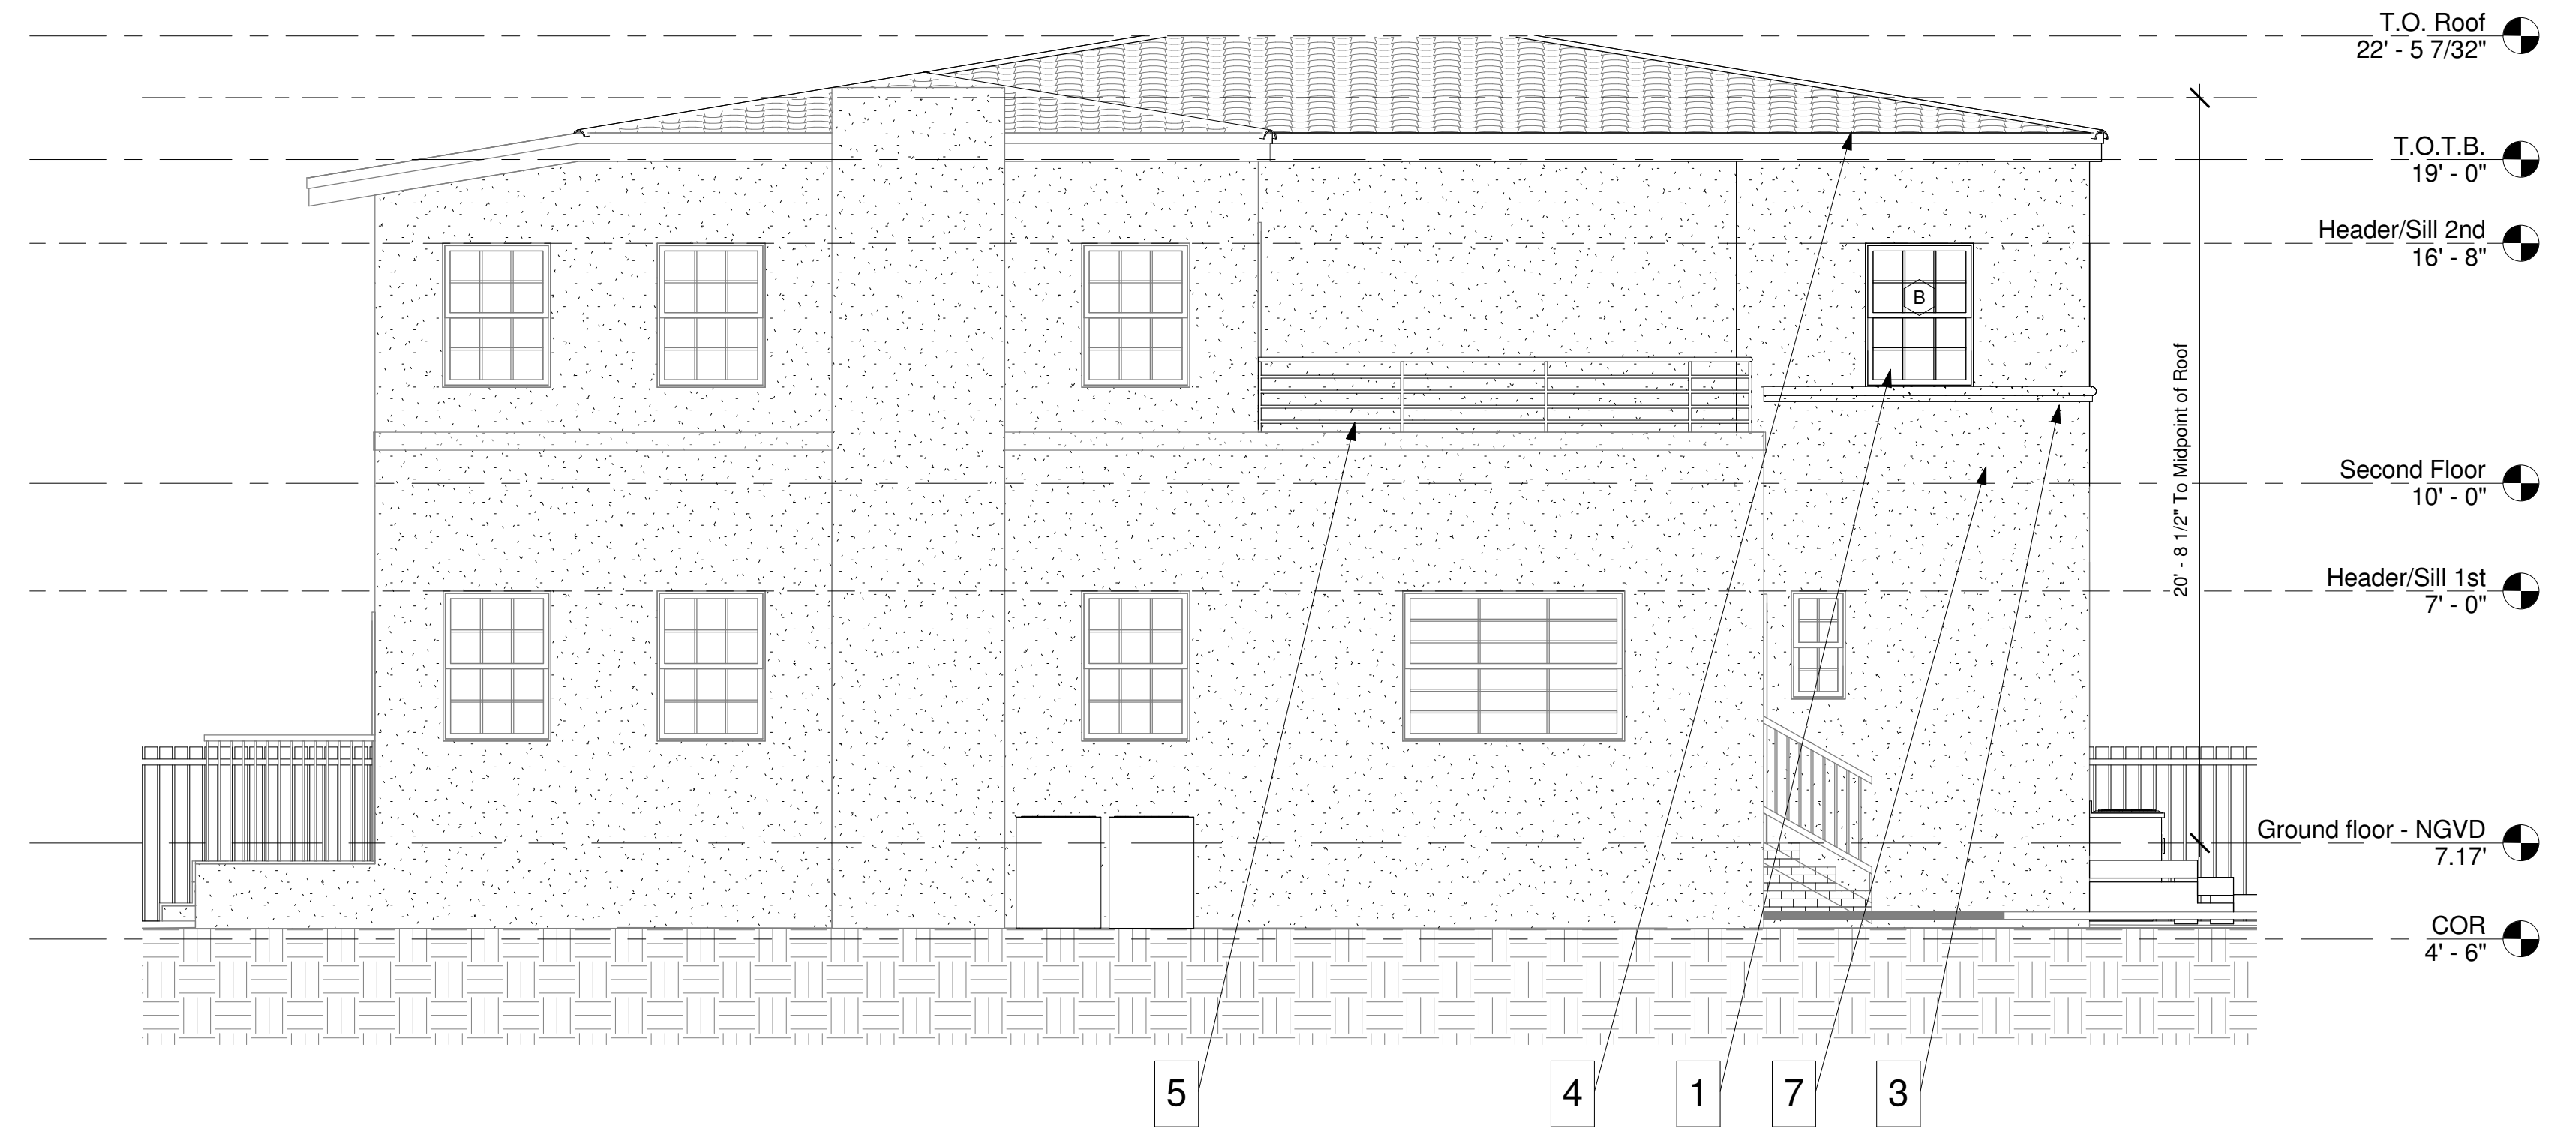 T.O. Roof
22' - 5 7/32"
T.O.T.B.
19' - 0"
Header/Sill 2nd
16' - 8"
B
20' - 8 1/2" To Midpoint of Roof
Second Floor
10' - 0"
Header/Sill 1st
7' - 0"
Ground floor - NGVD
7.17'
COR
4' - 6"
5
4
1
7
3